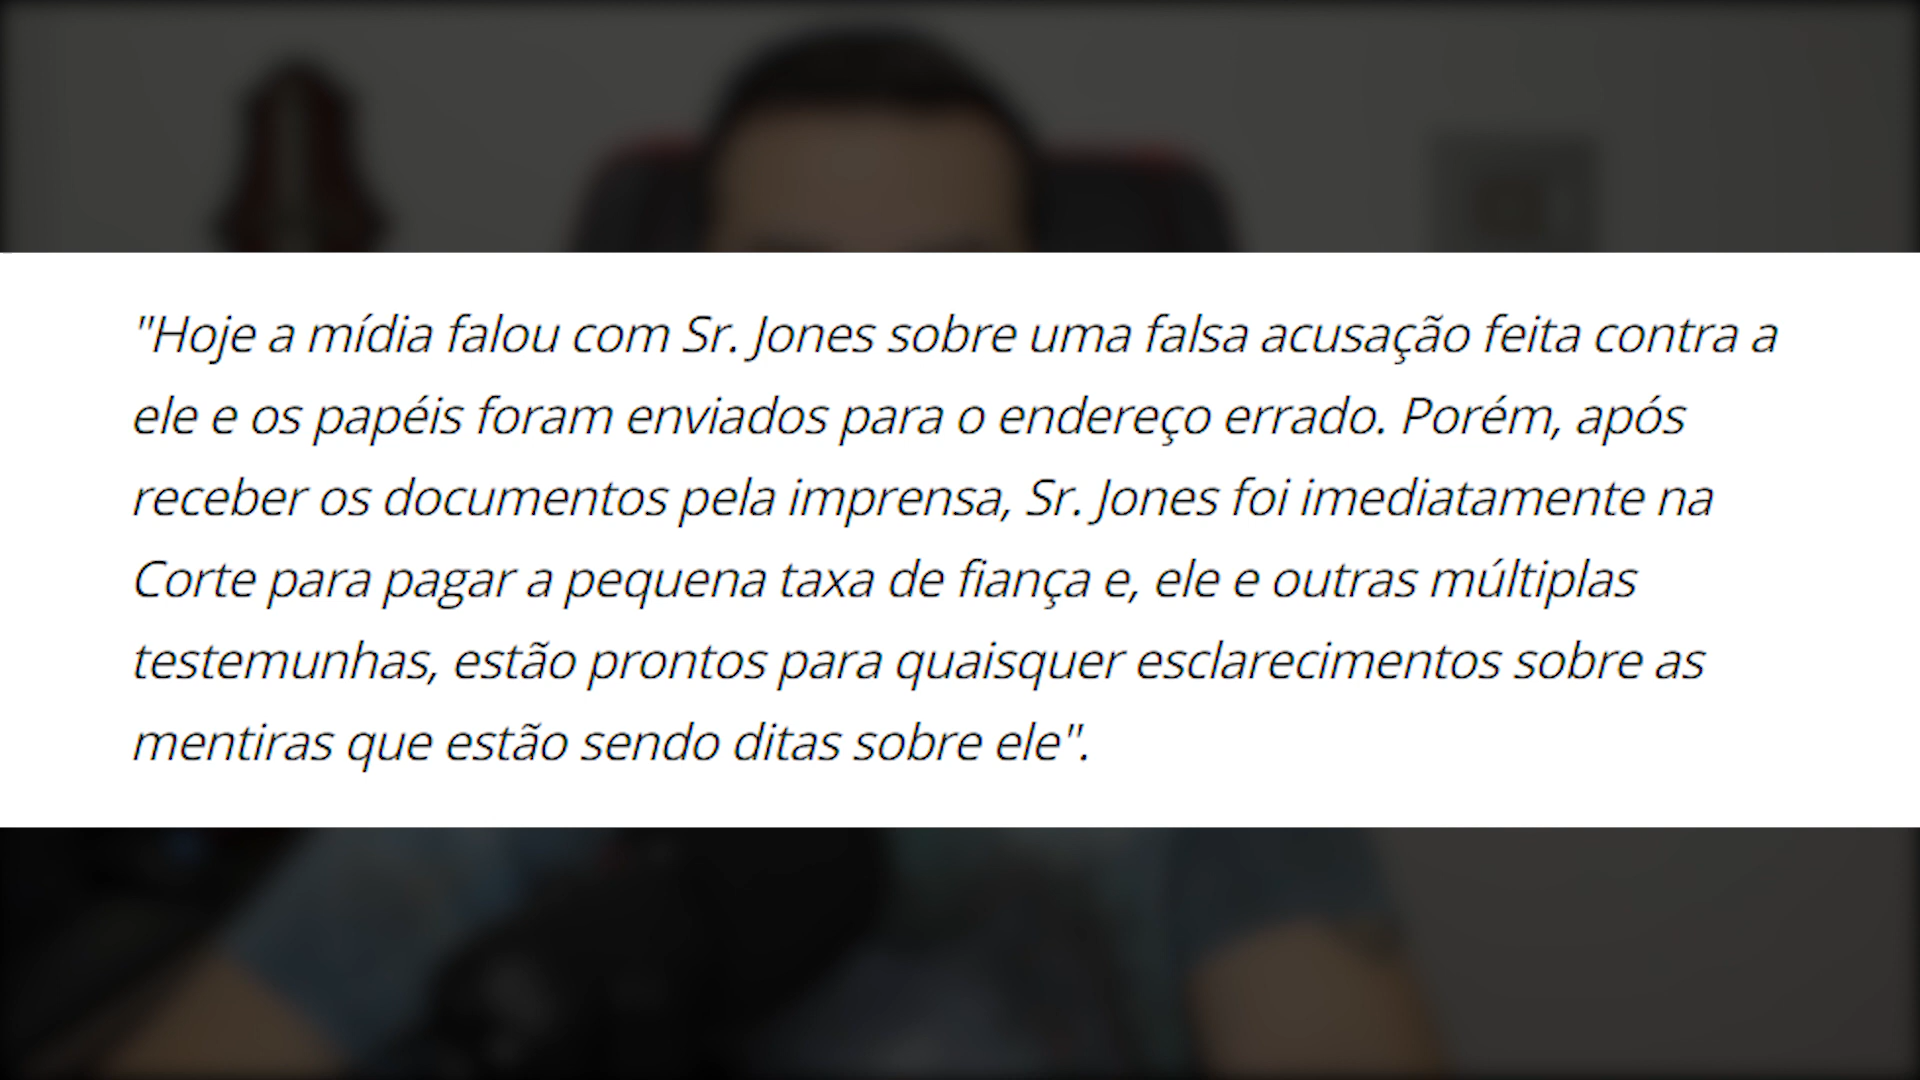 "Hoje a mídia falou com Sr. Jones sobre uma falsa acusação feita contra a
ele e os papéis foram enviados para o endereço errado. Porém, após
receber os documentos pela imprensa, Sr. Jones foi imediatamente na
Corte para pagar a pequena taxa de fiança e, ele e outras múltiplas
testemunhas, estão prontos para quaisquer esclarecimentos sobre as
mentiras que estão sendo ditas sobre ele".